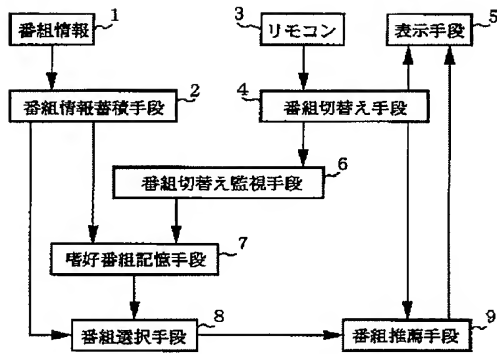 番組情報 1
リモコン 3
表示手段 5
番組情報蓄積手段 2
番組切替え手段 4
番組切替え監視手段 6
嗜好番組記憶手段 7
番組選択手段 8
番組推薦手段 9